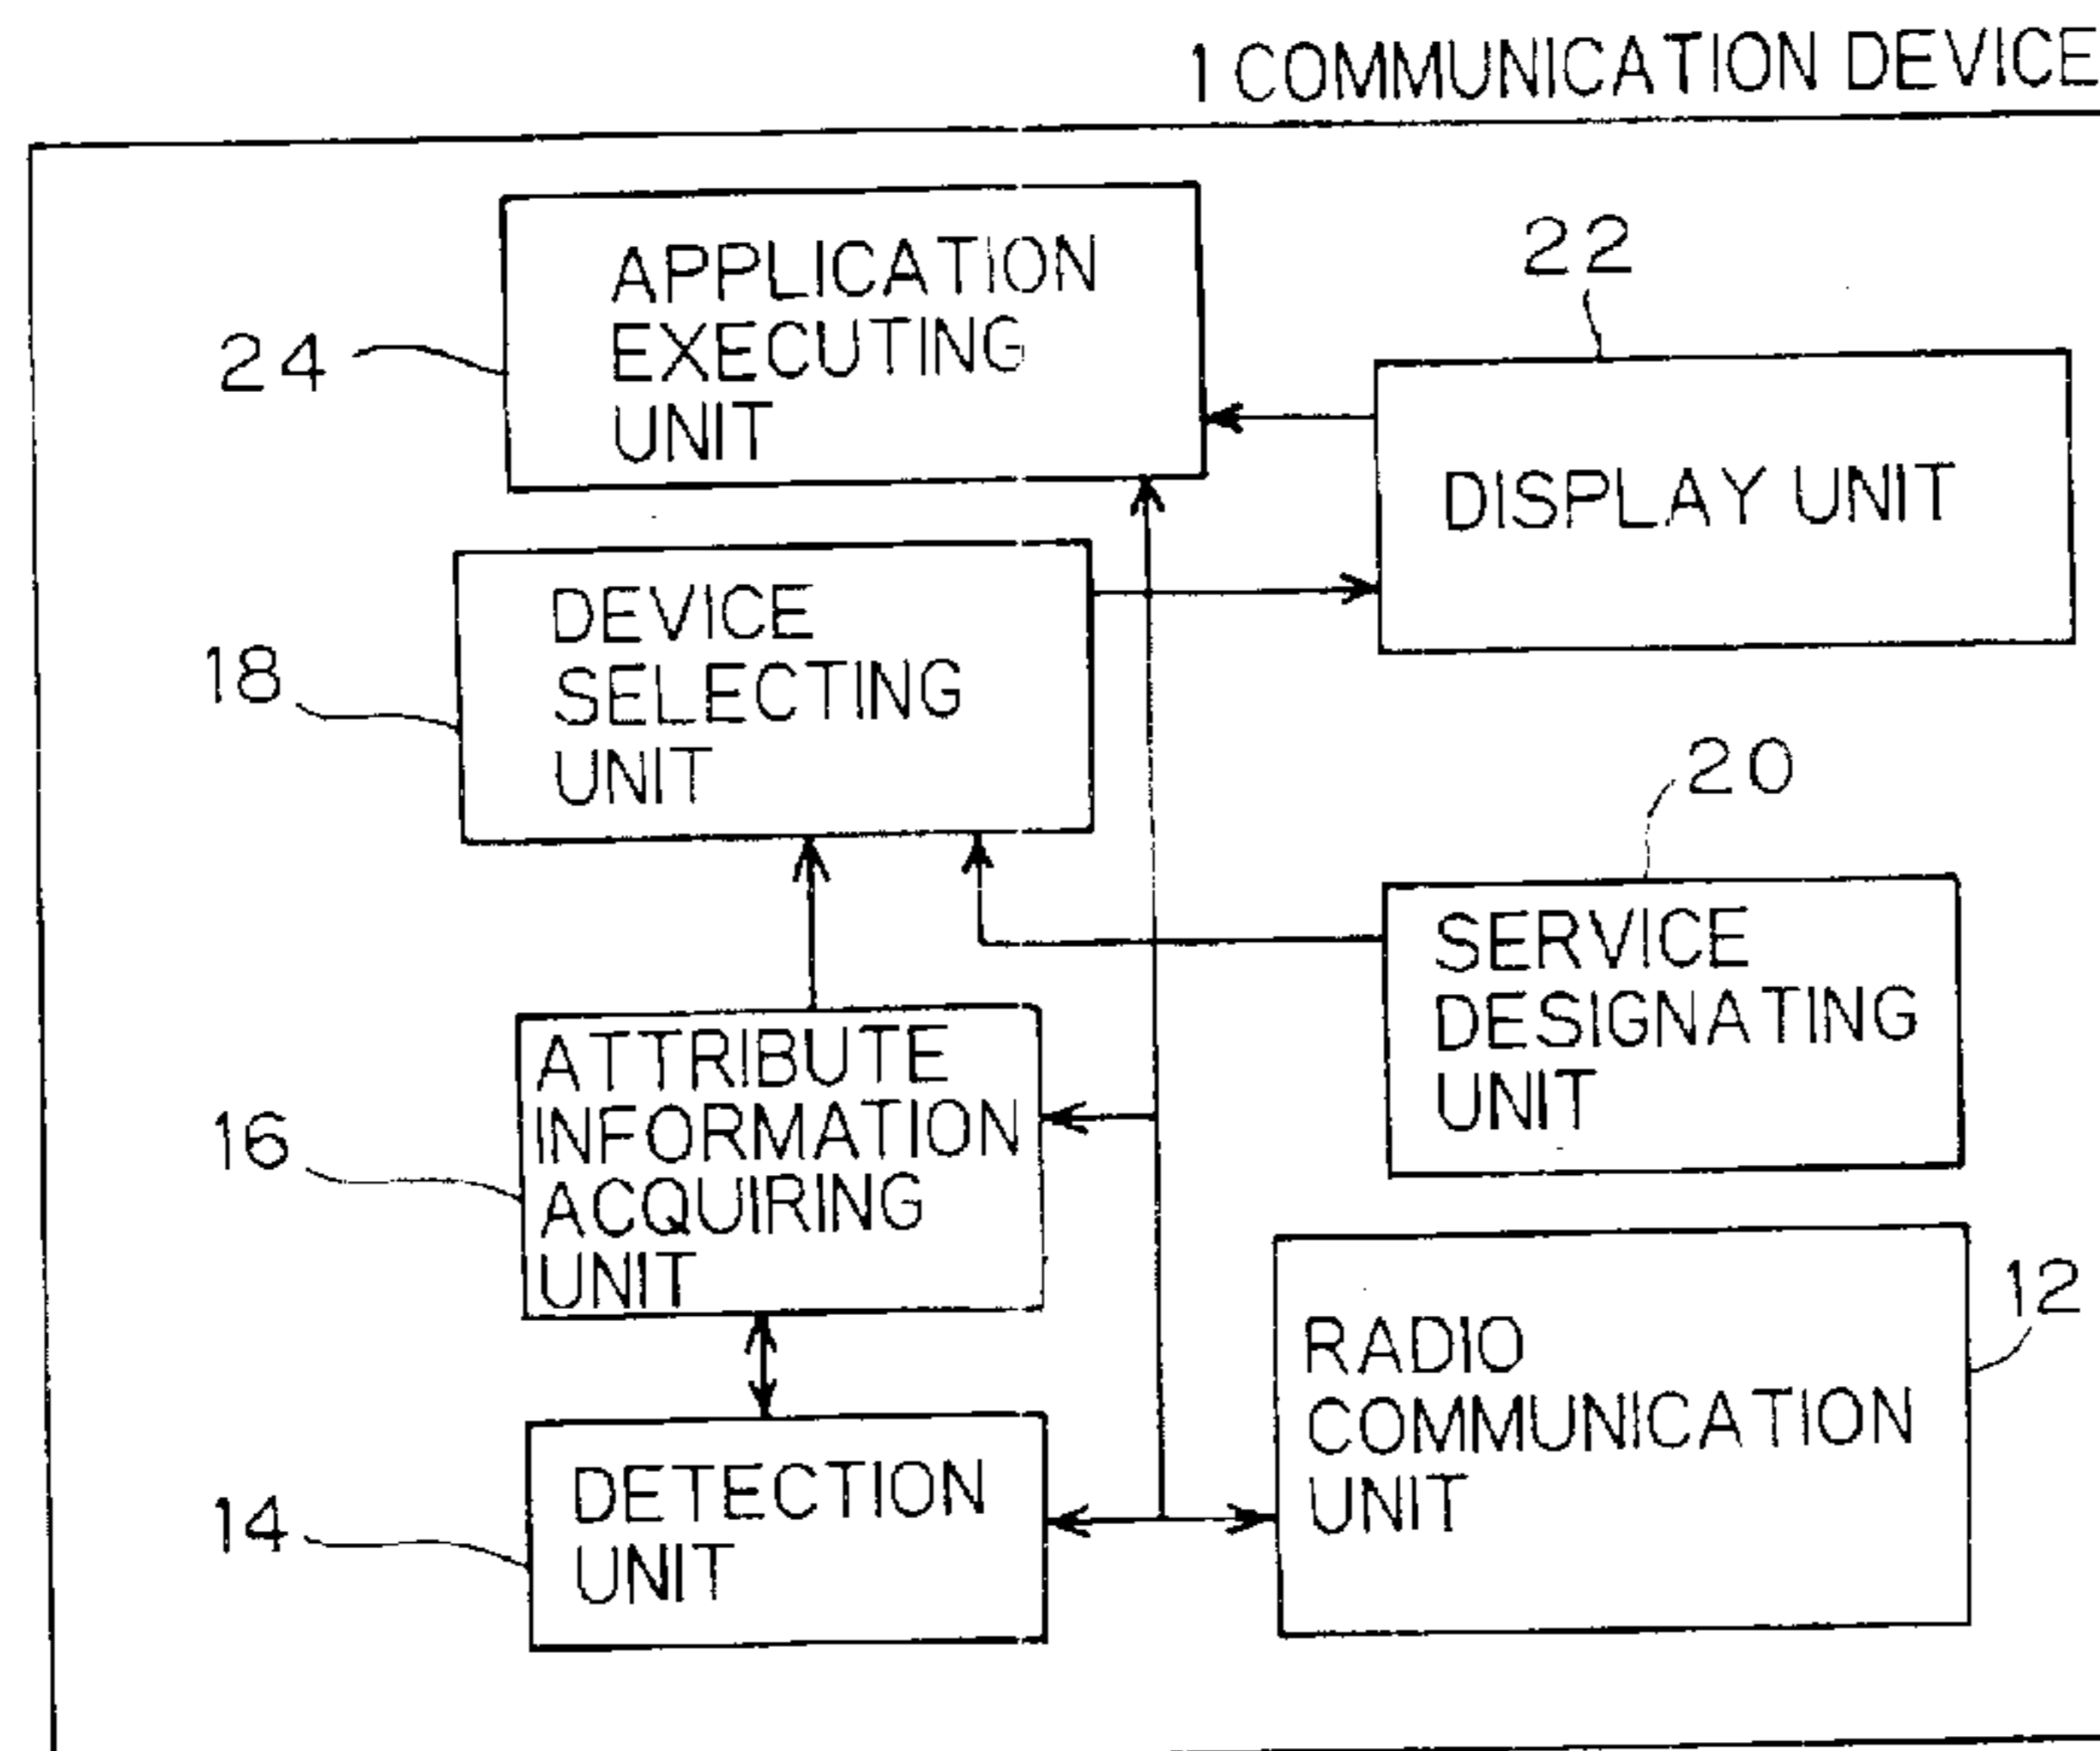 1 COMMUNICATION DEVICE
APPLICATION
EXECUTING
UNIT
24
22
DISPLAY UNIT
DEVICE
SELECTING
UNIT
18
20
SERVICE
DESIGNATING
UNIT
ATTRIBUTE
INFORMATION
ACQUIRING
UNIT
16
12
RADIO
COMMUNICATION
UNIT
DETECTION
UNIT
14